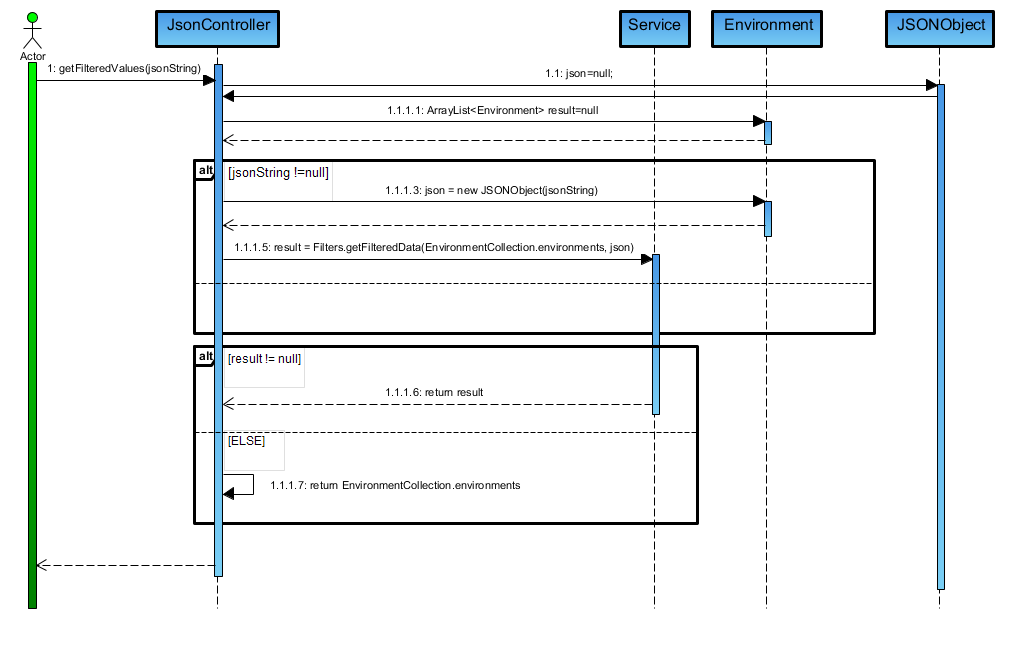 JsonController
Service
Environment
JSONObject
Actor
1: getFilteredValues(jsonString)
1.1: json=null;
1.1.1.1: ArrayList<Environment> result=null
alt
[jsonString !=null]
1.1.1.3: json = new JSONObject(jsonString)
1.1.1.5: result = Filters.getFilteredData(EnvironmentCollection.environments, json)
alt
[result != null]
1.1.1.6: return result
[ELSE]
1.1.1.7: return EnvironmentCollection.environments